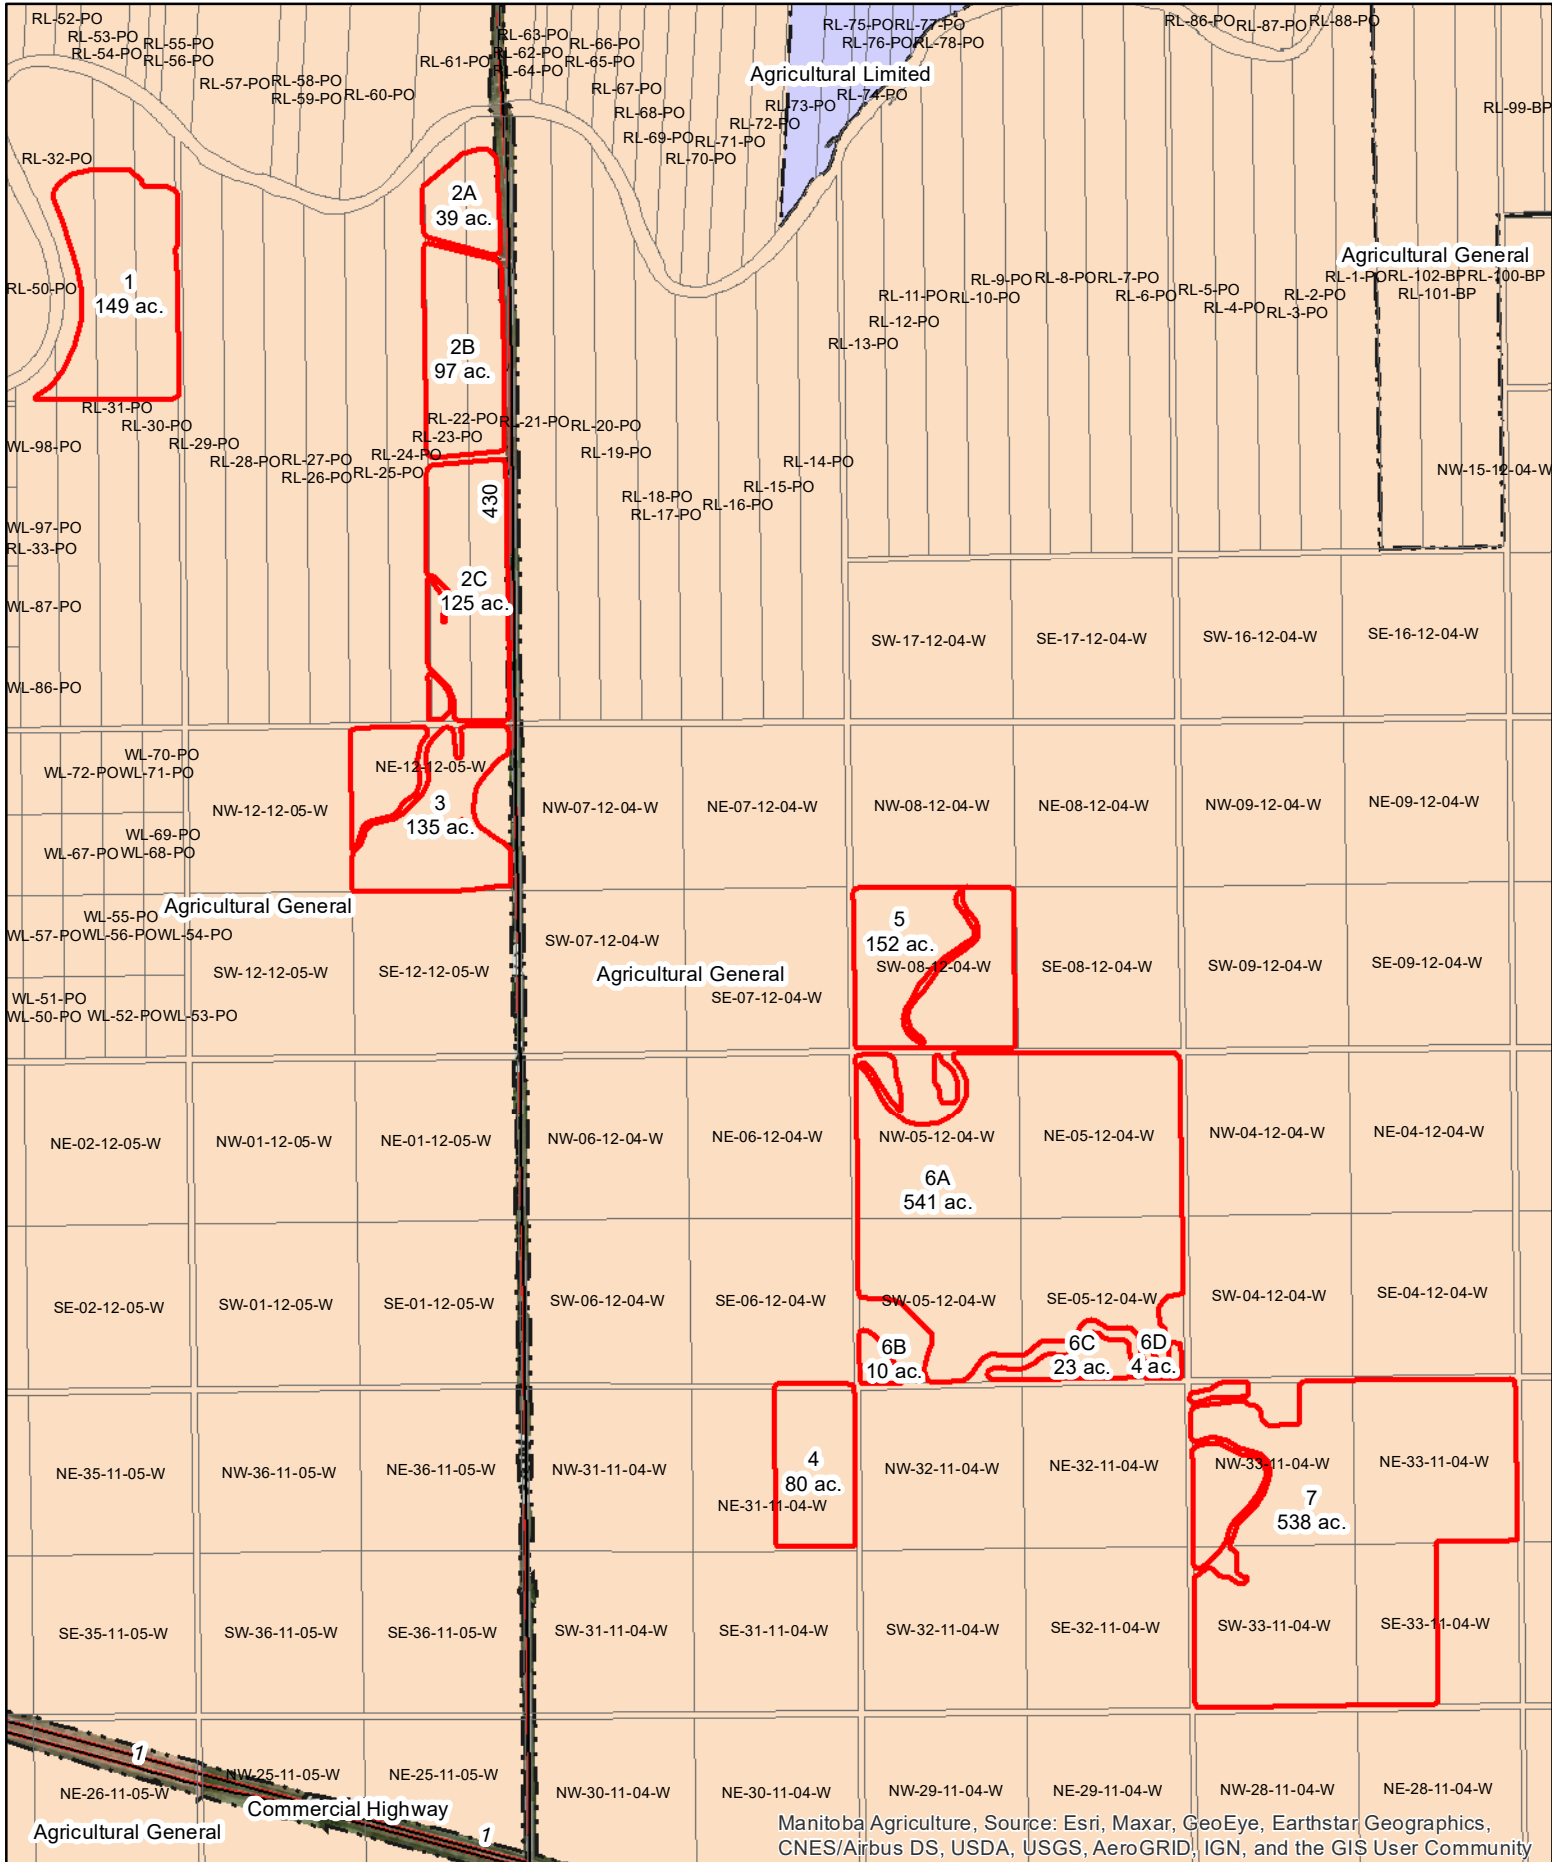 RL-52-PO
RL-53-PO
RL-54-PO
RL-55-PO
RL-56-PO
RL-57-PO
RL-58-PO
RL-59-PO
RL-60-PO
RL-61-PO
RL-63-PO
RL-62-PO
RL-64-PO
RL-66-PO
RL-65-PO
RL-67-PO
RL-68-PO
RL-69-PO
RL-71-PO
RL-70-PO
RL-72-PO
RL-73-PO
RL-74-PO
RL-75-PO
RL-77-PO
RL-76-PO
RL-78-PO
Agricultural Limited
RL-86-PO
RL-87-PO
RL-88-PO
RL-99-BP
RL-32-PO
RL-50-PO
1
149 ac.
2A
39 ac.
2B
97 ac.
Agricultural General
RL-1-PO
RL-102-BP
RL-100-BP
RL-101-BP
RL-2-PO
RL-3-PO
RL-4-PO
RL-5-PO
RL-6-PO
RL-7-PO
RL-8-PO
RL-9-PO
RL-10-PO
RL-11-PO
RL-12-PO
RL-13-PO
RL-31-PO
RL-30-PO
RL-29-PO
RL-28-PO
RL-27-PO
RL-26-PO
RL-25-PO
RL-24-PO
RL-23-PO
RL-22-PO
RL-21-PO
RL-20-PO
RL-19-PO
RL-18-PO
RL-17-PO
RL-16-PO
RL-15-PO
RL-14-PO
NW-15-12-04-W
WL-98-PO
WL-97-PO
RL-33-PO
WL-87-PO
WL-86-PO
430
2C
125 ac.
SW-17-12-04-W
SE-17-12-04-W
SW-16-12-04-W
SE-16-12-04-W
WL-70-PO
WL-72-PO
WL-71-PO
WL-69-PO
WL-67-PO
WL-68-PO
NW-12-12-05-W
NE-12-12-05-W
3
135 ac.
NW-07-12-04-W
NE-07-12-04-W
NW-08-12-04-W
NE-08-12-04-W
NW-09-12-04-W
NE-09-12-04-W
Agricultural General
WL-55-PO
WL-57-PO
WL-56-PO
WL-54-PO
WL-51-PO
WL-50-PO
WL-52-PO
WL-53-PO
SW-12-12-05-W
SE-12-12-05-W
SW-07-12-04-W
Agricultural General
SE-07-12-04-W
5
152 ac.
SW-08-12-04-W
SE-08-12-04-W
SW-09-12-04-W
SE-09-12-04-W
NE-02-12-05-W
NW-01-12-05-W
NE-01-12-05-W
NW-06-12-04-W
NE-06-12-04-W
NW-05-12-04-W
NE-05-12-04-W
NW-04-12-04-W
NE-04-12-04-W
6A
541 ac.
SE-02-12-05-W
SW-01-12-05-W
SE-01-12-05-W
SW-06-12-04-W
SE-06-12-04-W
SW-05-12-04-W
SE-05-12-04-W
SW-04-12-04-W
SE-04-12-04-W
6B
10 ac.
6C
23 ac.
6D
4 ac.
NE-35-11-05-W
NW-36-11-05-W
NE-36-11-05-W
NW-31-11-04-W
4
80 ac.
NE-31-11-04-W
NW-32-11-04-W
NE-32-11-04-W
NW-33-11-04-W
NE-33-11-04-W
7
538 ac.
SE-35-11-05-W
SW-36-11-05-W
SE-36-11-05-W
SW-31-11-04-W
SE-31-11-04-W
SW-32-11-04-W
SE-32-11-04-W
SW-33-11-04-W
SE-33-11-04-W
1
NE-26-11-05-W
NW-25-11-05-W
NE-25-11-05-W
NW-30-11-04-W
NE-30-11-04-W
NW-29-11-04-W
NE-29-11-04-W
NW-28-11-04-W
NE-28-11-04-W
Commercial Highway
Agricultural General
1
Manitoba Agriculture, Source: Esri, Maxar, GeoEye, Earthstar Geographics,
CNES/Airbus DS, USDA, USGS, AeroGRID, IGN, and the GIS User Community